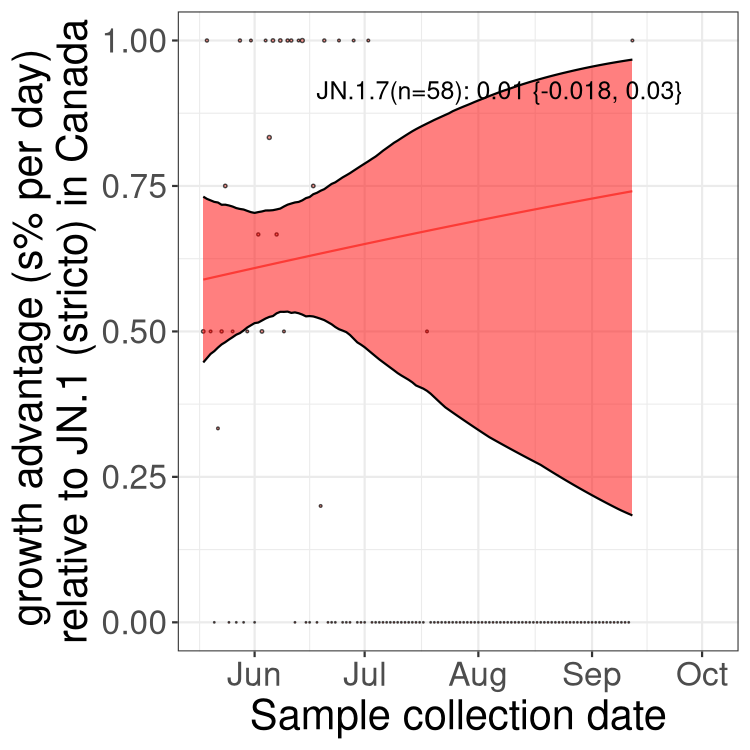 growth advantage (s% per day)
relative to JN.1 (stricto) in Canada
1.00
0.75
0.50
0.25
0.00
JN.1.7(n=58): 0.01 {-0.018, 0.03}
Jun Jul Aug Sep Oct
Sample collection date